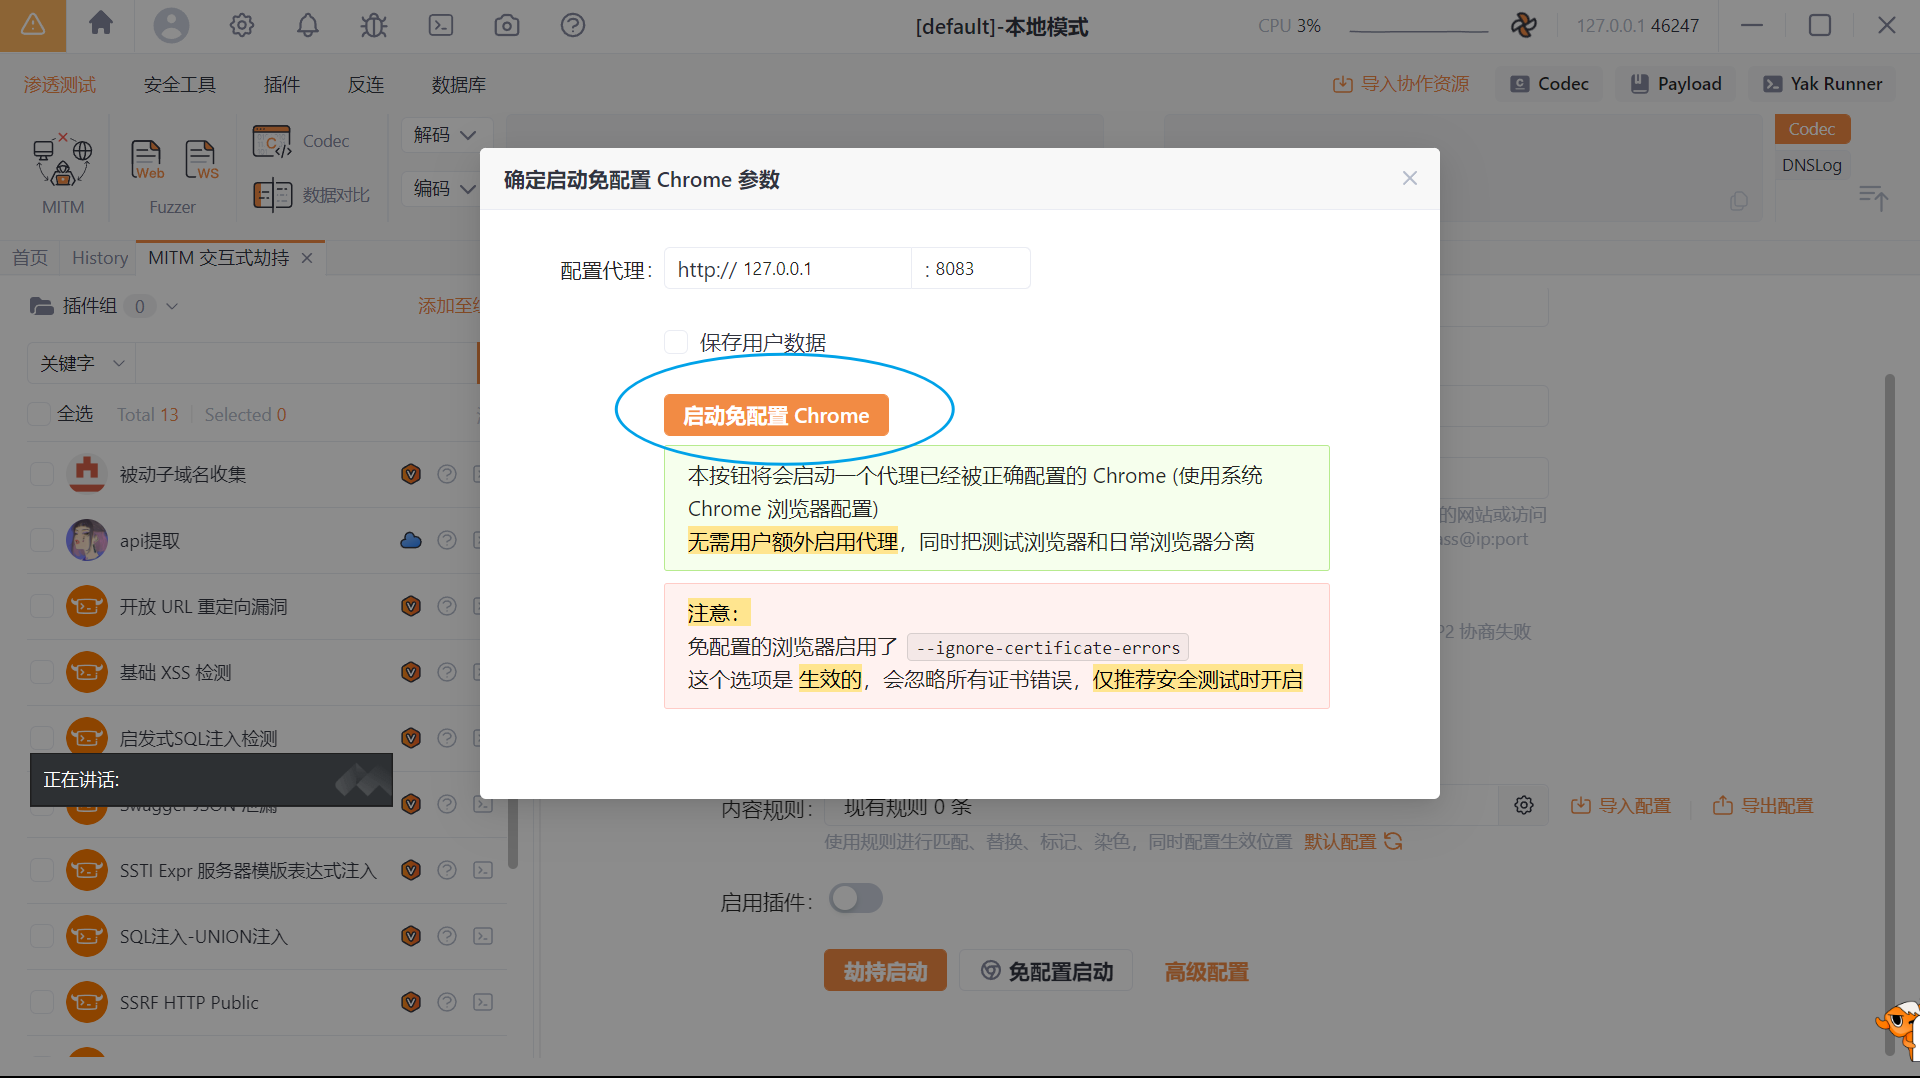 [default]-本地模式
CPU 3%
127.0.0.1 46247
渗透测试
安全工具
插件
反连
数据库
导入协作资源
Codec
Payload
Yak Runner
MITM
Web
WS
Fuzzer
Codec
数据对比
解码
编码
Codec
DNSLog
首页
History
MITM 交互式劫持
插件组 0
添加至组
关键字
全选 Total 13 Selected 0
被动子域名收集
api提取
开放 URL 重定向漏洞
基础 XSS 检测
启发式SQL注入检测
正在讲话:
SSTI Expr 服务器模版表达式注入
SQL注入-UNION注入
SSRF HTTP Public
确定启动免配置 Chrome 参数
配置代理: http:// 127.0.0.1 : 8083
保存用户数据
启动免配置 Chrome
本按钮将会启动一个代理已经被正确配置的 Chrome (使用系统
Chrome 浏览器配置)
无需用户额外启用代理，同时把测试浏览器和日常浏览器分离
注意:
免配置的浏览器启用了 --ignore-certificate-errors
这个选项是 生效的，会忽略所有证书错误，仅推荐安全测试时开启
的网站或访问
ass@ip:port
P2 协商失败
内容规则: 现有规则 0 条
导入配置
导出配置
使用规则进行匹配、替换、标记、染色，同时配置生效位置 默认配置
启用插件:
劫持启动
免配置启动
高级配置